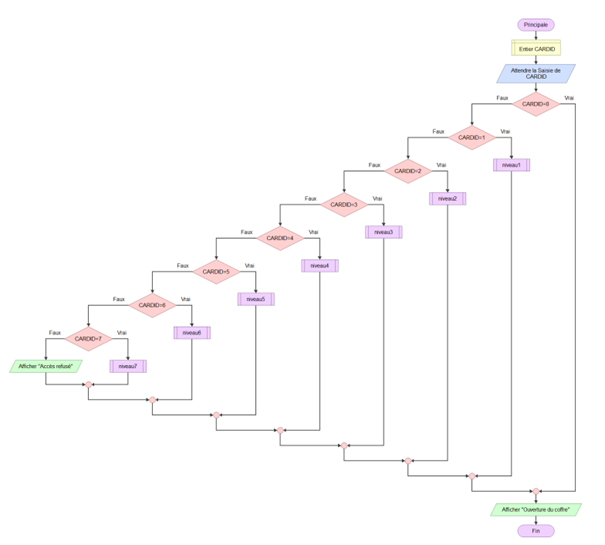 Principale
Entier CARDID
Attendre la Saisie de
CARDID
Faux
CARDID=0
Vrai
Faux
CARDID=1
Vrai
niveau1
Faux
CARDID=2
Vrai
niveau2
Faux
CARDID=3
Vrai
niveau3
Faux
CARDID=4
Vrai
niveau4
Faux
CARDID=5
Vrai
niveau5
Faux
CARDID=6
Vrai
niveau6
Faux
CARDID=7
Vrai
Afficher "Accès refusé"
niveau7
Afficher "Ouverture du coffre"
Fin